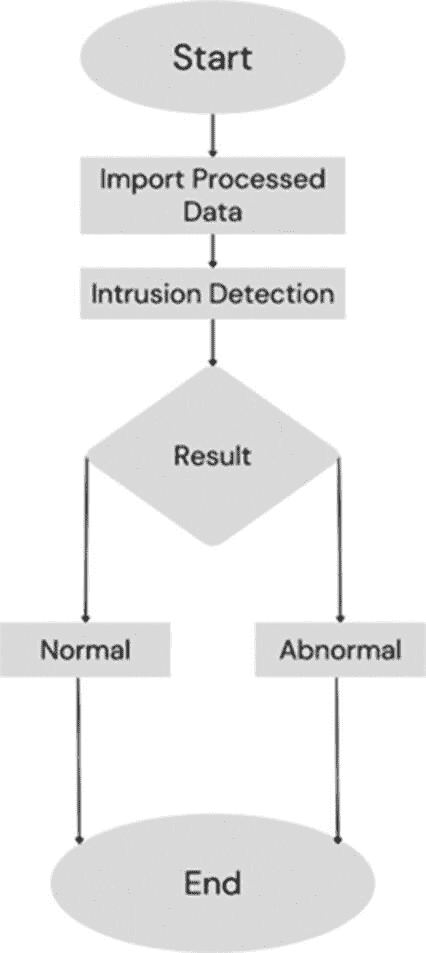 Start
Import Processed
Data
Intrusion Detection
Result
Normal
Abnormal
End